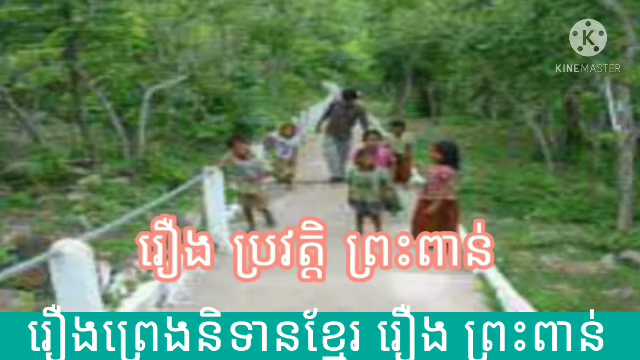 KINEMASTER
រឿង ប្រវត្តិ ព្រះពាន់
រឿងព្រេងនិទានខ្មែរ រឿង ព្រះពាន់